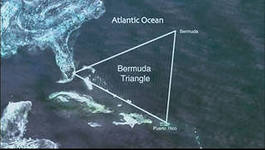 Atlantic Ocean
Bermuda
Bermuda
Triangle
Puerto Rico